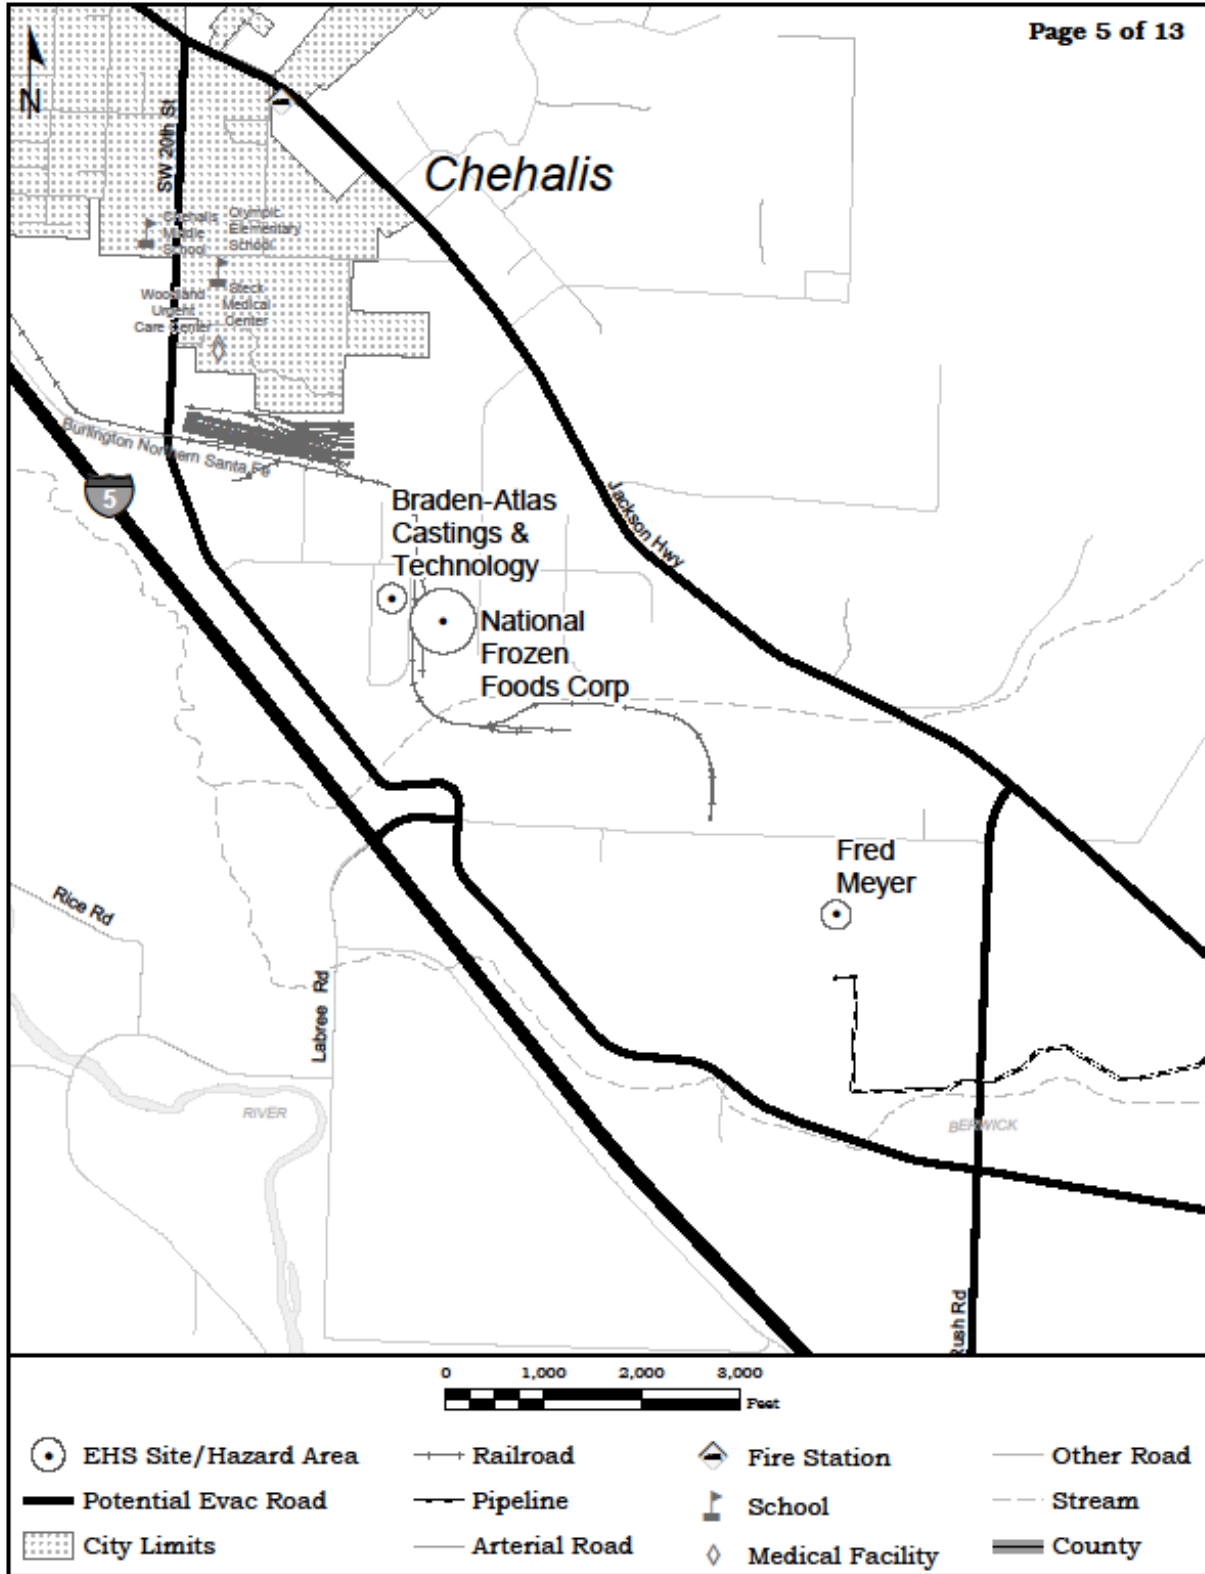 Page 5 of 13
N
SW 20th St
Chehalis
Chehalis
Middle
School
Olympic
Elementary
School
Woodland
Urgent
Care Center
Steck
Medical
Center
Burlington Northern Santa Fe
5
Jackson Hwy
Braden-Atlas
Castings &
Technology
National
Frozen
Foods Corp
Fred
Meyer
Rice Rd
Labree Rd
RIVER
BERWICK
Rush Rd
0 1,000 2,000 3,000
Feet
EHS Site/Hazard Area
Railroad
Fire Station
Other Road
Potential Evac Road
Pipeline
School
Stream
City Limits
Arterial Road
Medical Facility
County